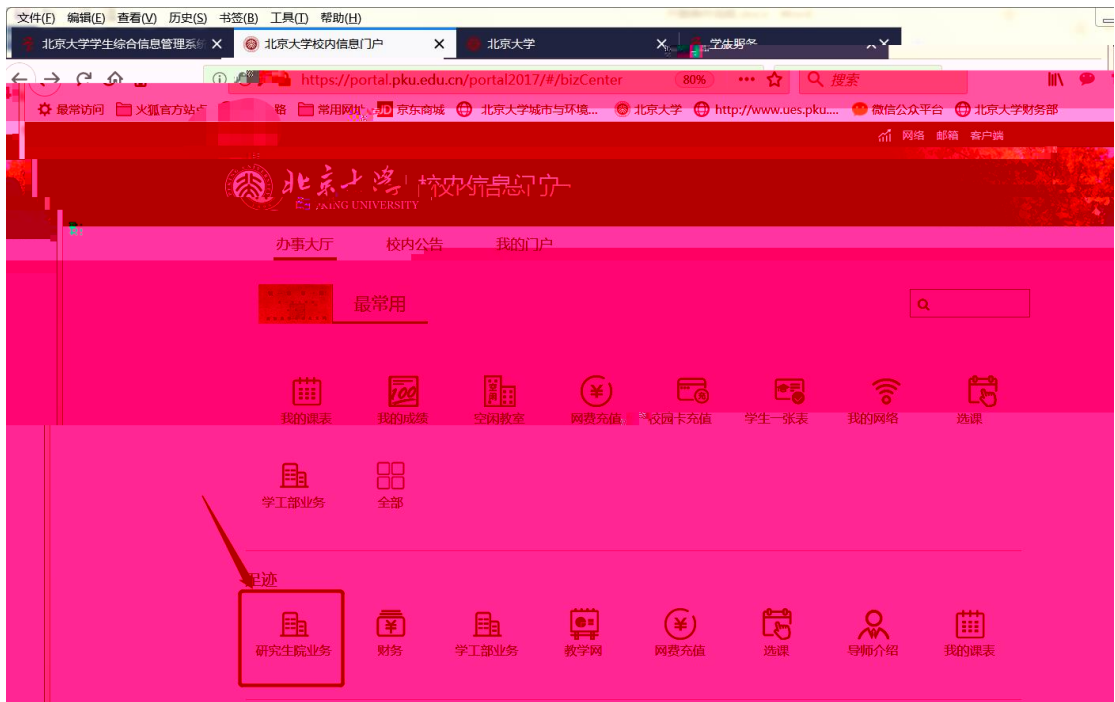 文件(F) 编辑(E) 查看(V) 历史(S) 书签(B) 工具(T) 帮助(H)
北京大学学生综合信息管理系统 北京大学校内信息门户 北京大学
https://portal.pku.edu.cn/portal2017/#/bizCenter 80% 搜索
最常访问 火狐官方站点 常用网址 JD 京东商城 北京大学城市与环境... 北京大学 http://www.ues.pku.... 微信公众平台 北京大学财务部
网络 邮箱 客户端
北京大学 校内信息门户
UNIVERSITY
办事大厅 校内公告 我的门户
最常用
我的课表 我的成绩 空闲教室 网费充值 校园卡充值 学生一张表 我的网络 选课
学工部业务 全部
足迹
研究生院业务 财务 学工部业务 教学网 网费充值 选课 导师介绍 我的课表